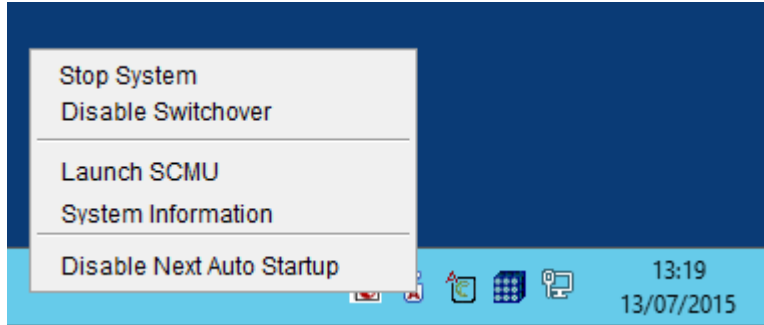 Stop System
Disable Switchover
Launch SCMU
System Information
Disable Next Auto Startup
13:19
13/07/2015